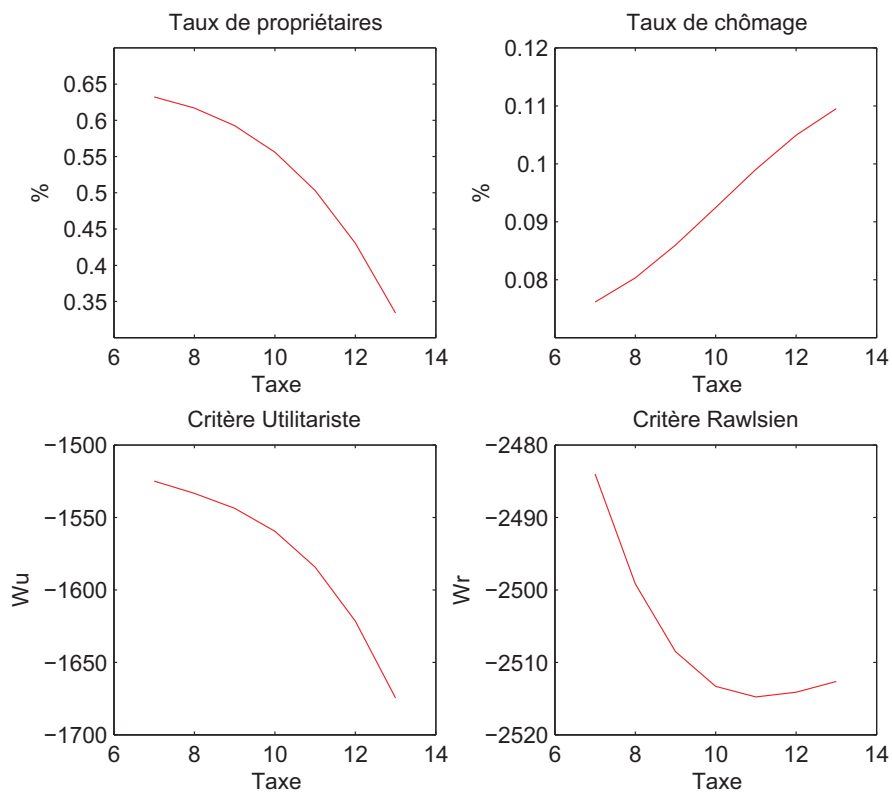 Taux de propriétaires
0.65
0.6
0.55
0.5
0.45
0.4
0.35
%
6 8 10 12 14
Taxe
Taux de chômage
0.12
0.11
0.1
0.09
0.08
%
6 8 10 12 14
Taxe
Critère Utilitariste
−1500
−1550
−1600
−1650
−1700
Wu
6 8 10 12 14
Taxe
Critère Rawlsien
−2480
−2490
−2500
−2510
−2520
Wr
6 8 10 12 14
Taxe